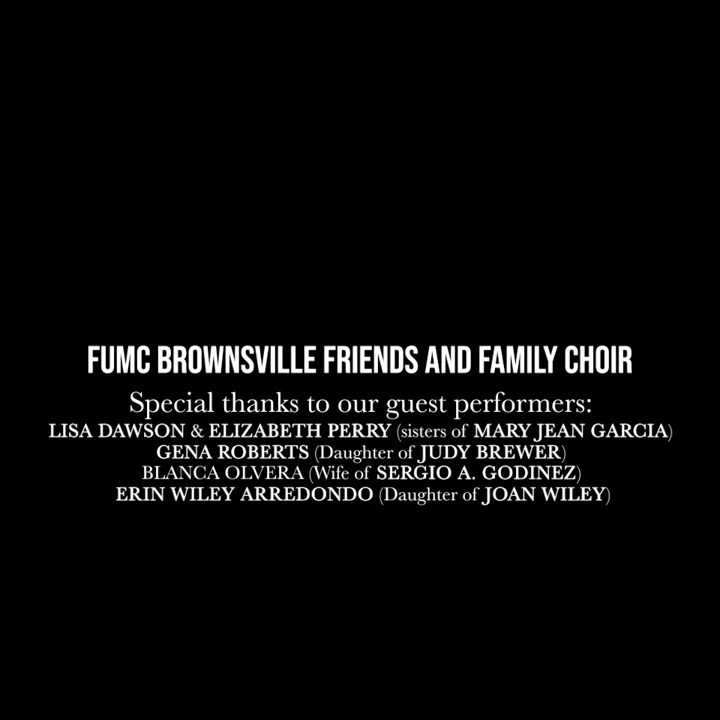 FUMC BROWNSVILLE FRIENDS AND FAMILY CHOIR
Special thanks to our guest performers:
LISA DAWSON & ELIZABETH PERRY (sisters of MARY JEAN GARCIA)
GENA ROBERTS (Daughter of JUDY BREWER)
BLANCA OLVERA (Wife of SERGIO A. GODINEZ)
ERIN WILEY ARREDONDO (Daughter of JOAN WILEY)